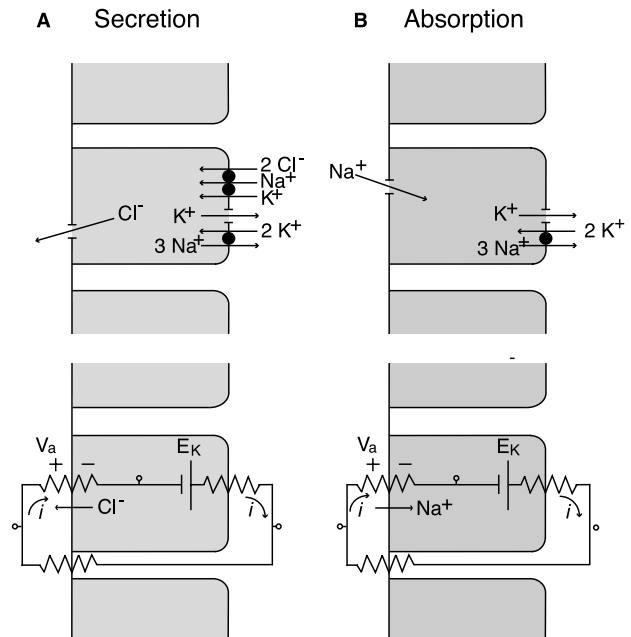 A Secretion
B Absorption
2 Cl⁻
Na⁺
K⁺
Cl⁻
K⁺
2 K⁺
3 Na⁺
Na⁺
K⁺
2 K⁺
3 Na⁺
Vₐ
+ −
E_K
i
Cl⁻
i
Vₐ
+ −
E_K
i
Na⁺
i